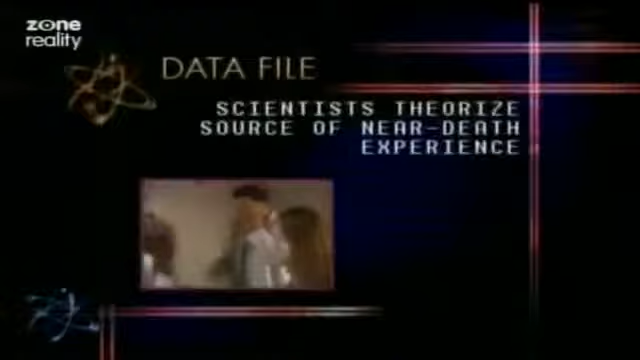 zone
reality
DATA FILE
SCIENTISTS THEORIZE
SOURCE OF NEAR-DEATH
EXPERIENCE